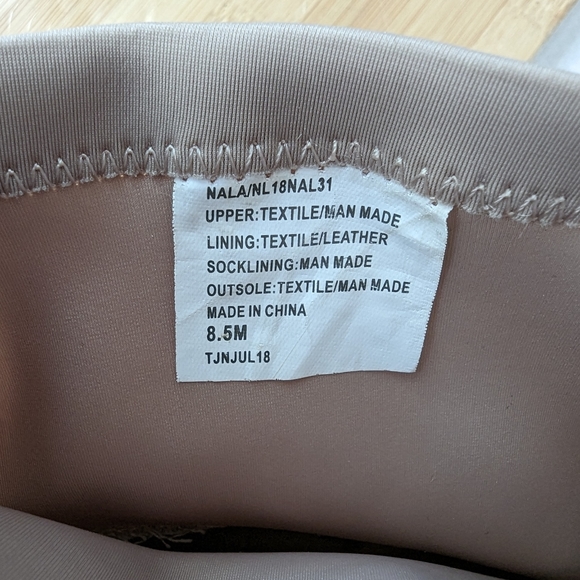 NALA/NL18NAL31
UPPER:TEXTILE/MAN MADE
LINING:TEXTILE/LEATHER
SOCKLINING:MAN MADE
OUTSOLE:TEXTILE/MAN MADE
MADE IN CHINA
8.5M
TJNJUL18